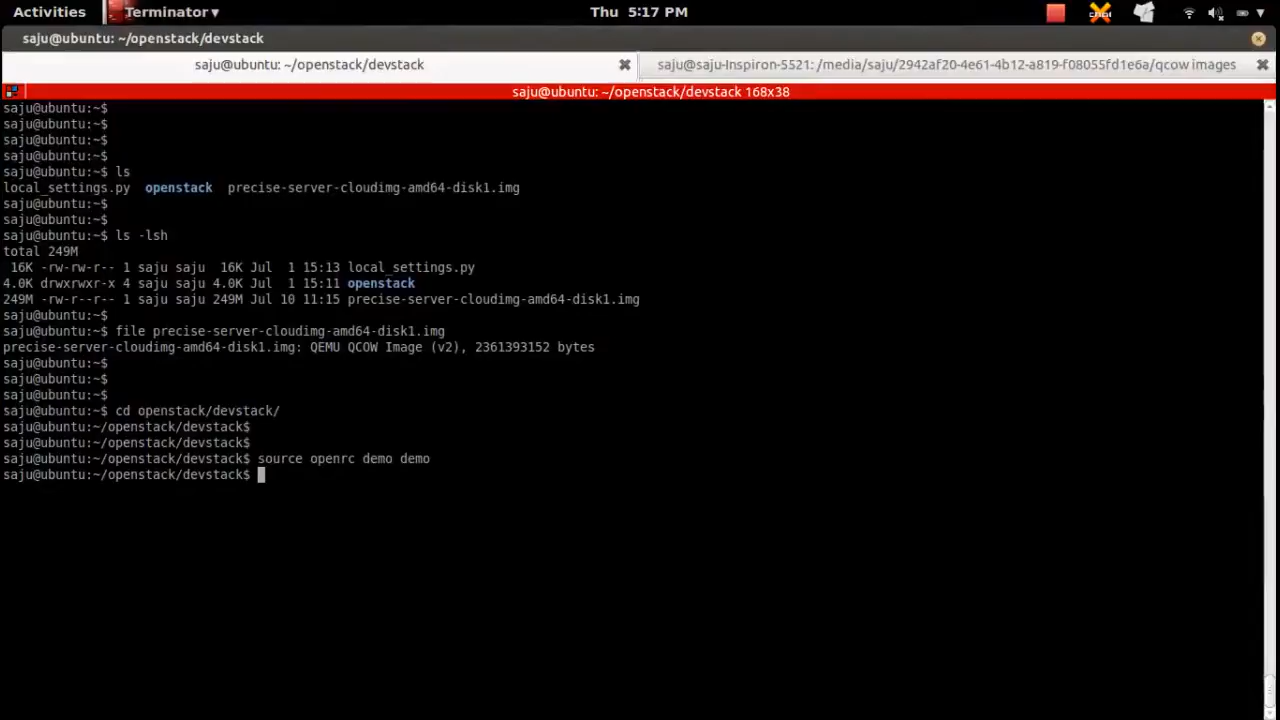 Activities Terminator ▾ Thu 5:17 PM
saju@ubuntu: ~/openstack/devstack
saju@ubuntu: ~/openstack/devstack saju@saju-Inspiron-5521: /media/saju/2942af20-4e61-4b12-a819-f08055fd1e6a/qcow images
saju@ubuntu: ~/openstack/devstack 168x38
saju@ubuntu:~$
saju@ubuntu:~$
saju@ubuntu:~$
saju@ubuntu:~$
saju@ubuntu:~$ ls
local_settings.py openstack precise-server-cloudimg-amd64-disk1.img
saju@ubuntu:~$
saju@ubuntu:~$
saju@ubuntu:~$ ls -lsh
total 249M
16K -rw-rw-r-- 1 saju saju 16K Jul 1 15:13 local_settings.py
4.0K drwxrwxr-x 4 saju saju 4.0K Jul 1 15:11 openstack
249M -rw-r--r-- 1 saju saju 249M Jul 10 11:15 precise-server-cloudimg-amd64-disk1.img
saju@ubuntu:~$
saju@ubuntu:~$ file precise-server-cloudimg-amd64-disk1.img
precise-server-cloudimg-amd64-disk1.img: QEMU QCOW Image (v2), 2361393152 bytes
saju@ubuntu:~$
saju@ubuntu:~$
saju@ubuntu:~$
saju@ubuntu:~$ cd openstack/devstack/
saju@ubuntu:~/openstack/devstack$
saju@ubuntu:~/openstack/devstack$
saju@ubuntu:~/openstack/devstack$ source openrc demo demo
saju@ubuntu:~/openstack/devstack$